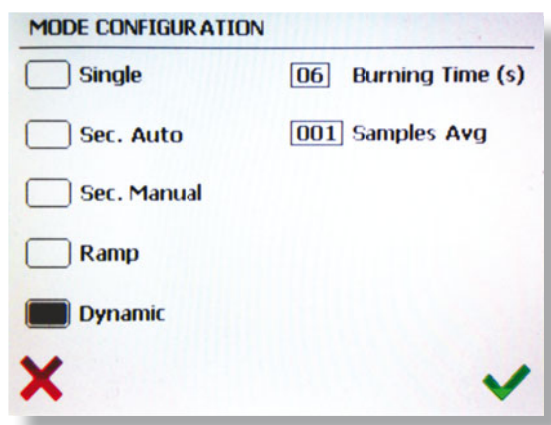 MODE CONFIGURATION
Single
06 Burning Time (s)
Sec. Auto
001 Samples Avg
Sec. Manual
Ramp
Dynamic